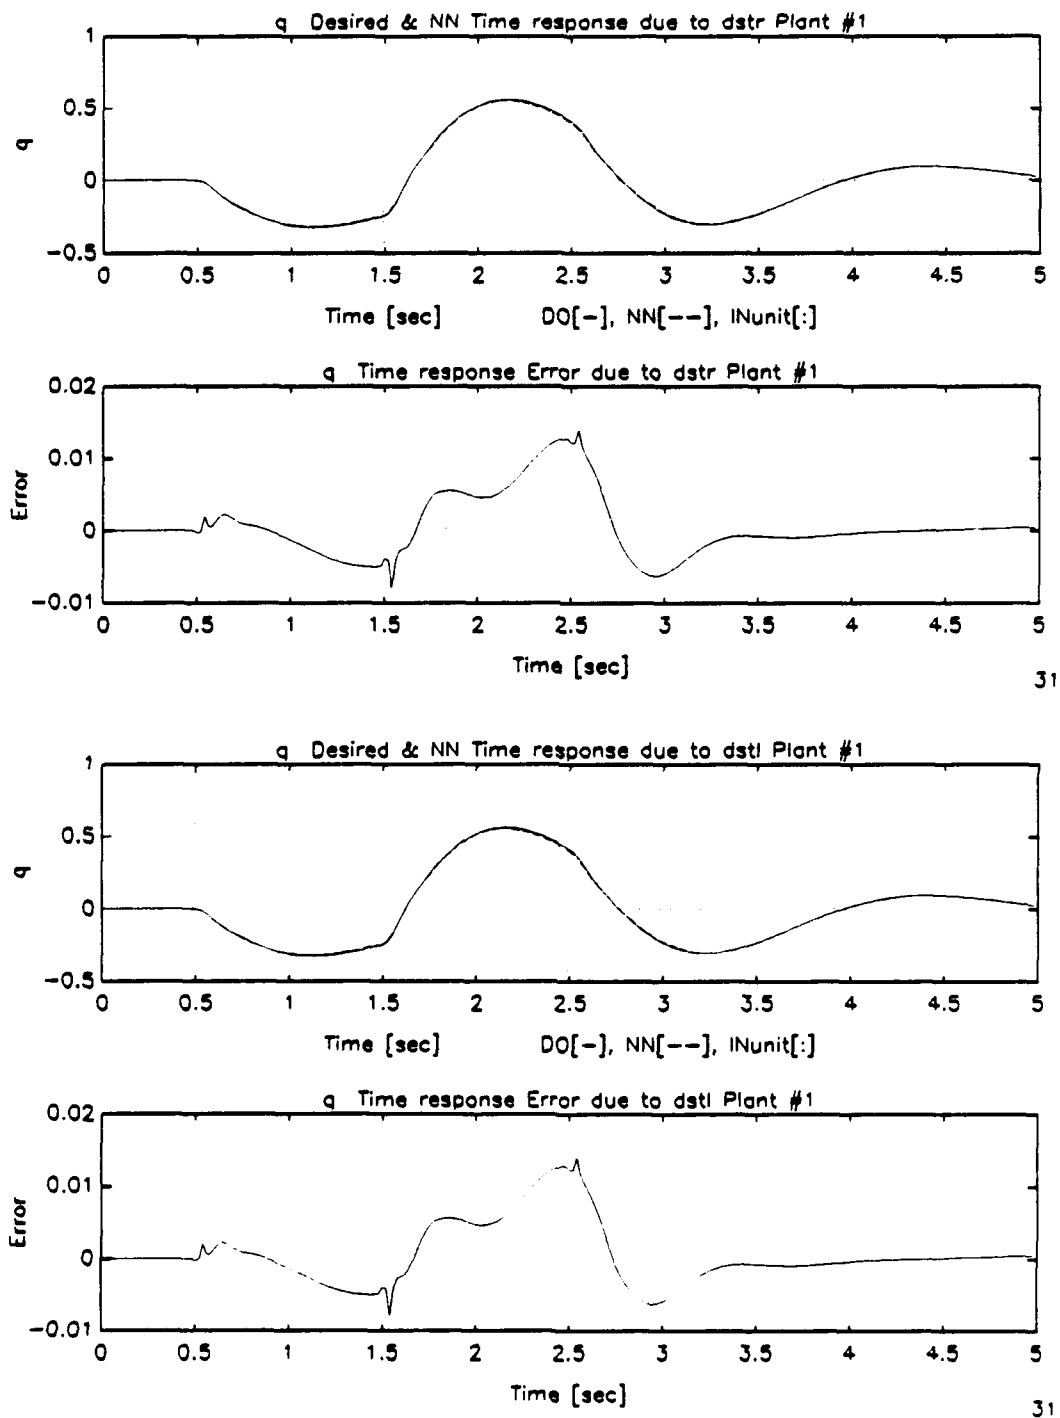 q Desired & NN Time response due to dstr Plant #1
1
0.5
0
-0.5
q
0 0.5 1 1.5 2 2.5 3 3.5 4 4.5 5
Time [sec] DO[-], NN[--], INunit[:]
q Time response Error due to dstr Plant #1
0.02
0.01
0
-0.01
Error
0 0.5 1 1.5 2 2.5 3 3.5 4 4.5 5
Time [sec]
31
q Desired & NN Time response due to dstl Plant #1
1
0.5
0
-0.5
q
0 0.5 1 1.5 2 2.5 3 3.5 4 4.5 5
Time [sec] DO[-], NN[--], INunit[:]
q Time response Error due to dstl Plant #1
0.02
0.01
0
-0.01
Error
0 0.5 1 1.5 2 2.5 3 3.5 4 4.5 5
Time [sec]
31